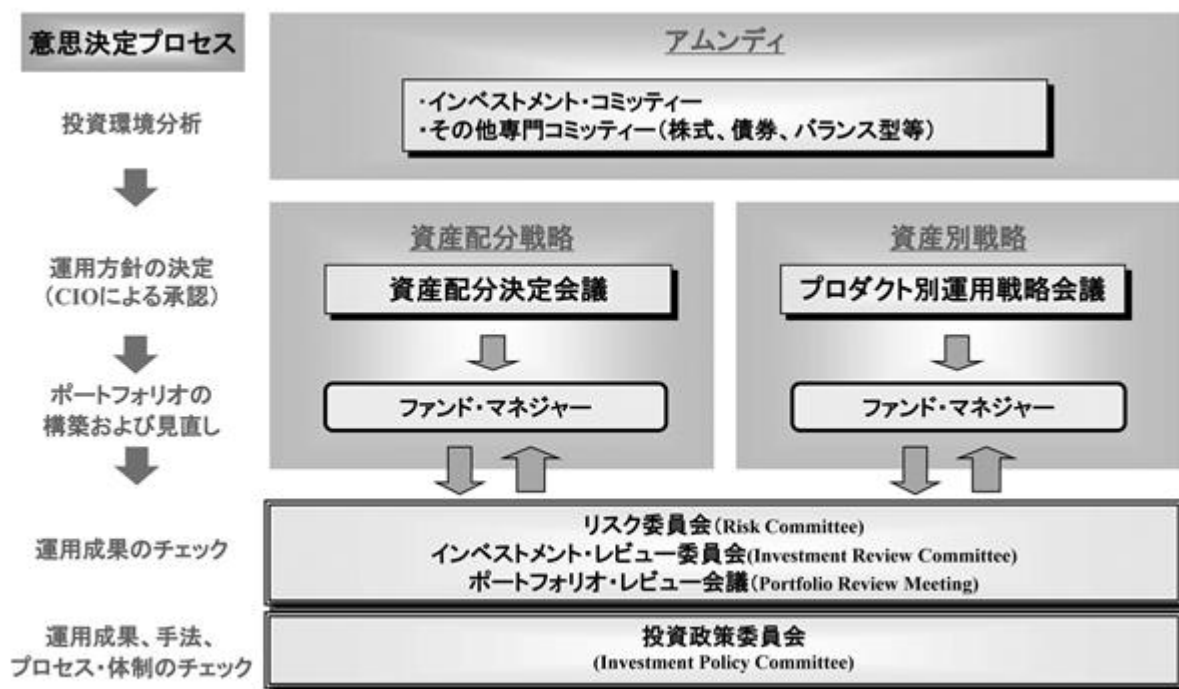 意思決定プロセス
アムンディ
投資環境分析
・インベストメント・コミッティー
・その他専門コミッティー（株式、債券、バランス型等）
運用方針の決定
（CIOによる承認）
資産配分戦略
資産配分決定会議
資産別戦略
プロダクト別運用戦略会議
ポートフォリオの
構築および見直し
ファンド・マネジャー
ファンド・マネジャー
運用成果のチェック
リスク委員会（Risk Committee）
インベストメント・レビュー委員会(Investment Review Committee)
ポートフォリオ・レビュー会議（Portfolio Review Meeting)
運用成果、手法、
プロセス・体制のチェック
投資政策委員会
(Investment Policy Committee)